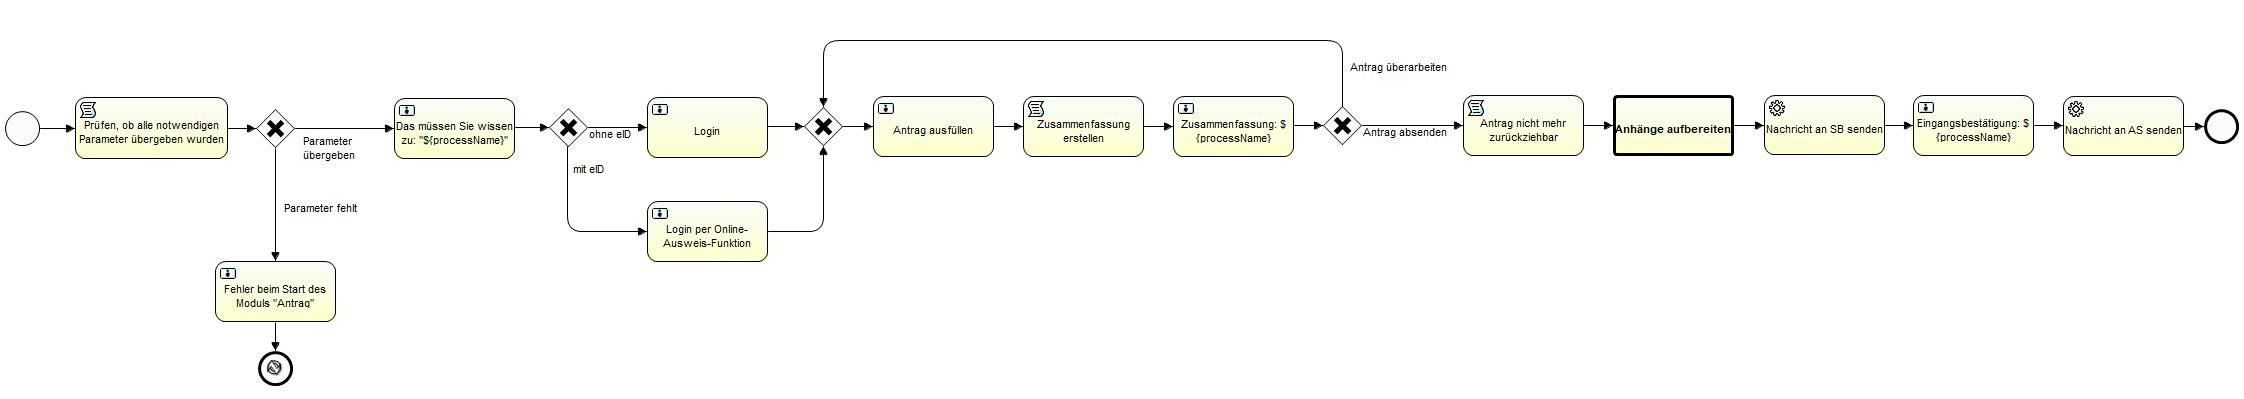 Prüfen, ob alle notwendigen
Parameter übergeben wurden
Parameter
übergeben
Parameter fehlt
Fehler beim Start des
Moduls "Antrag"
Das müssen Sie wissen
zu: "${processName}"
ohne eID
mit eID
Login
Login per Online-
Ausweis-Funktion
Antrag ausfüllen
Zusammenfassung
erstellen
Zusammenfassung: $
{processName}
Antrag überarbeiten
Antrag absenden
Antrag nicht mehr
zurückziehbar
Anhänge aufbereiten
Nachricht an SB senden
Eingangsbestätigung: $
{processName}
Nachricht an AS senden